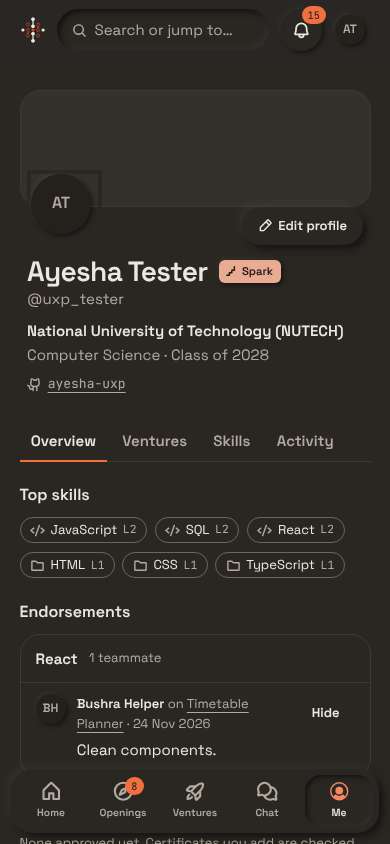 Search or jump to...
15
AT
AT
Edit profile
Ayesha Tester
Spark
@uxp_tester
National University of Technology (NUTECH)
Computer Science · Class of 2028
ayesha-uxp
Overview
Ventures
Skills
Activity
Top skills
JavaScript L2
SQL L2
React L2
HTML L1
CSS L1
TypeScript L1
Endorsements
React 1 teammate
BH
Bushra Helper on Timetable
Planner · 24 Nov 2026
Hide
Clean components.
8
Home
Openings
Ventures
Chat
Me
None approved yet. Certificates you add are checked